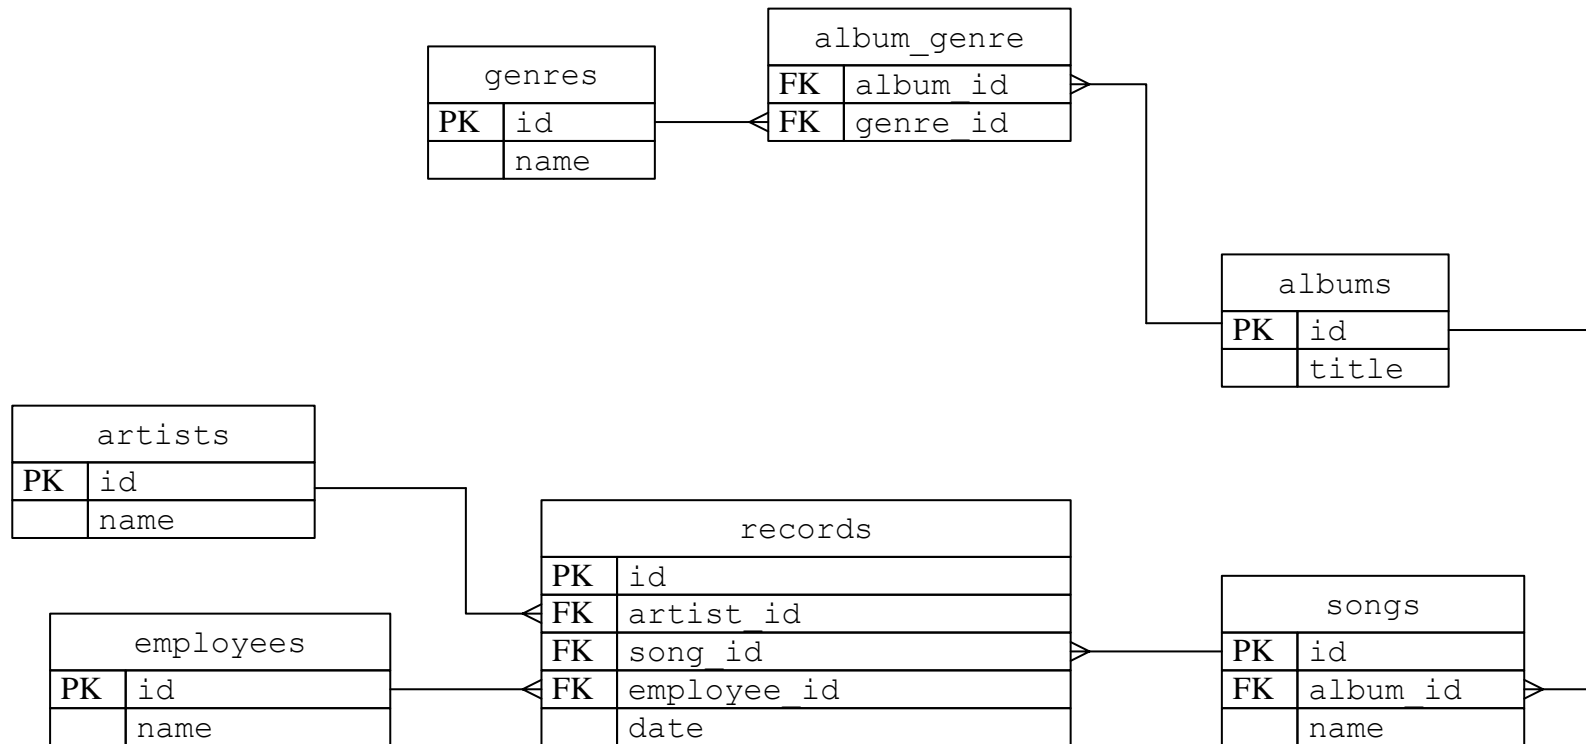 album_genre
FK album_id
FK genre_id
genres
PK id
name
albums
PK id
title
artists
PK id
name
records
PK id
FK artist_id
FK song_id
FK employee_id
date
employees
PK id
name
songs
PK id
FK album_id
name